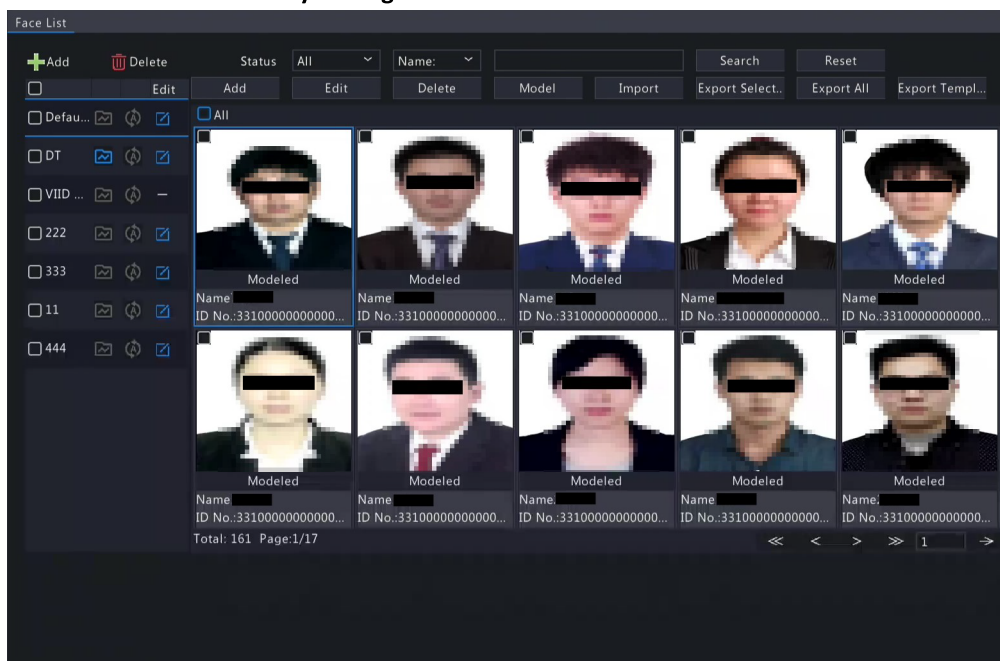 Face List
Add Delete Status All Name: Search Reset
Edit Add Edit Delete Model Import Export Select.. Export All Export Templ...
Defau... All
DT
VIID ...
222
333
11
444
Modeled Modeled Modeled Modeled Modeled
Name Name Name Name Name
ID No.:33100000000000... ID No.:33100000000000... ID No.:33100000000000... ID No.:33100000000000... ID No.:33100000000000...
Modeled Modeled Modeled Modeled Modeled
Name Name Name: Name Name:
ID No.:33100000000000... ID No.:33100000000000... ID No.:33100000000000... ID No.:33100000000000... ID No.:33100000000000...
Total: 161 Page:1/17 ≪ < > ≫ 1 →